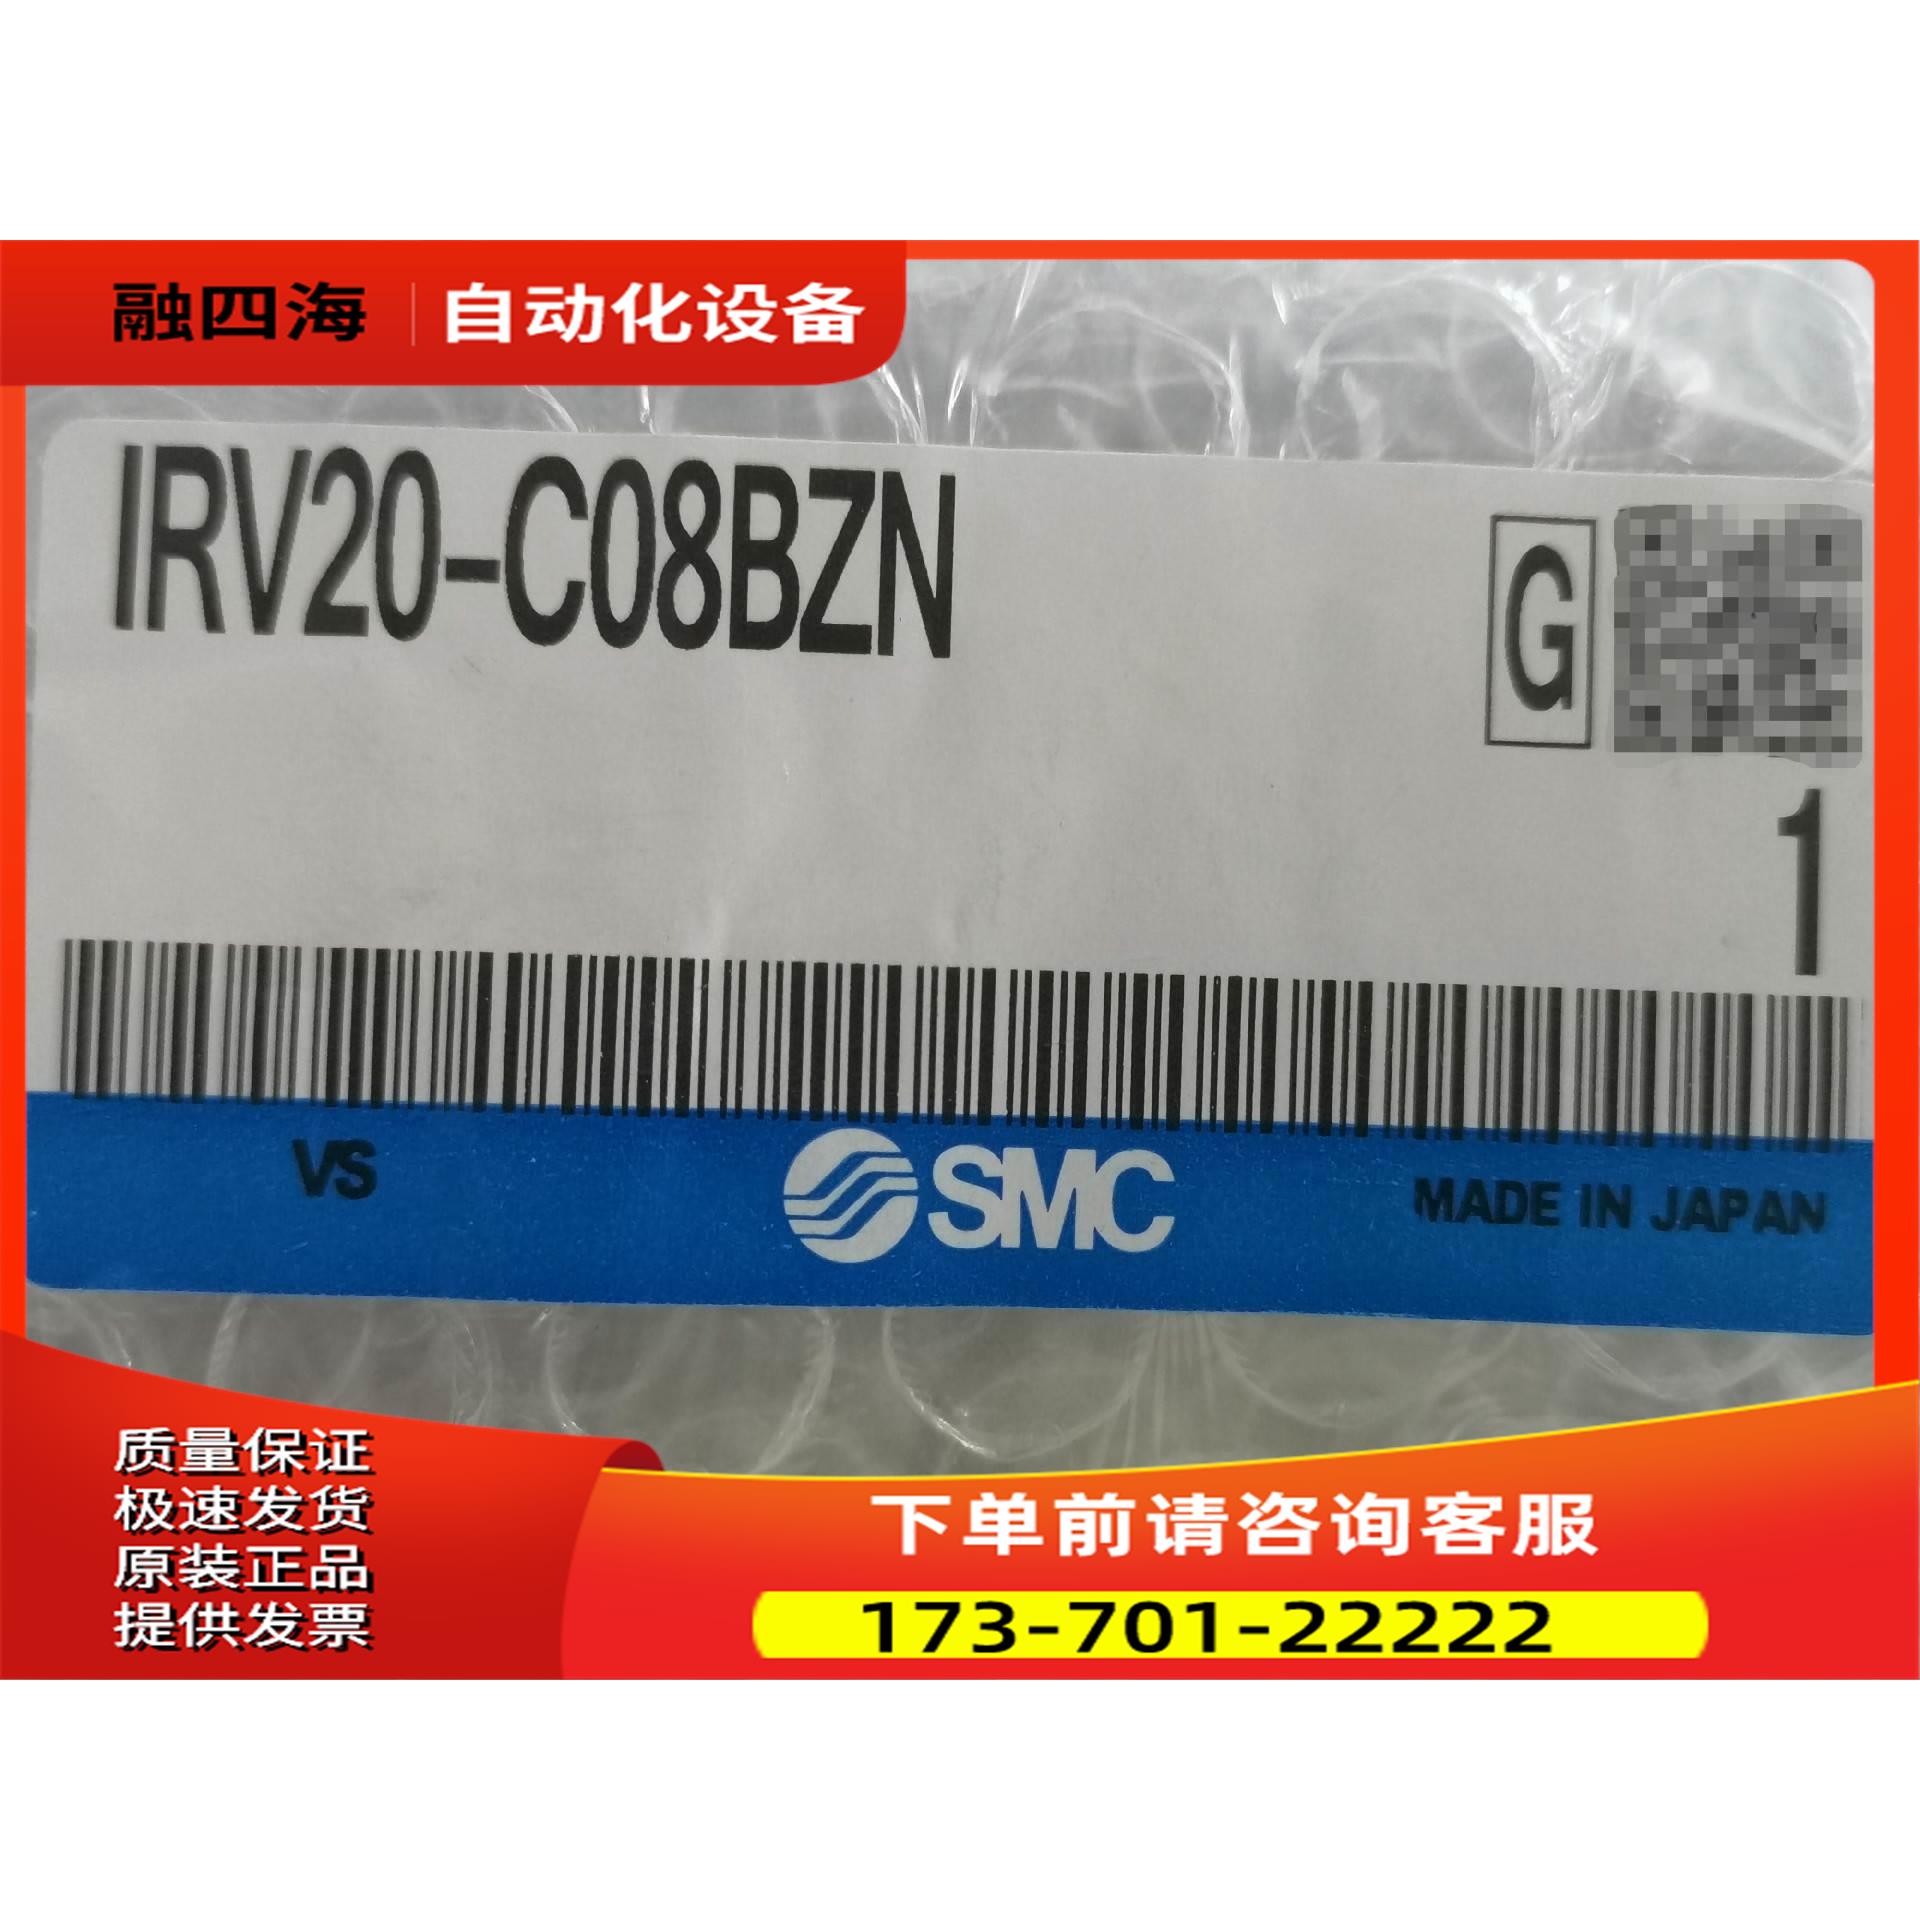 融四海 自动化设备
IRV20-C08BZN
G
1
VS
SMC
MADE IN JAPAN
质量保证
极速发货
原装正品
提供发票
下单前请咨询客服
173-701-22222